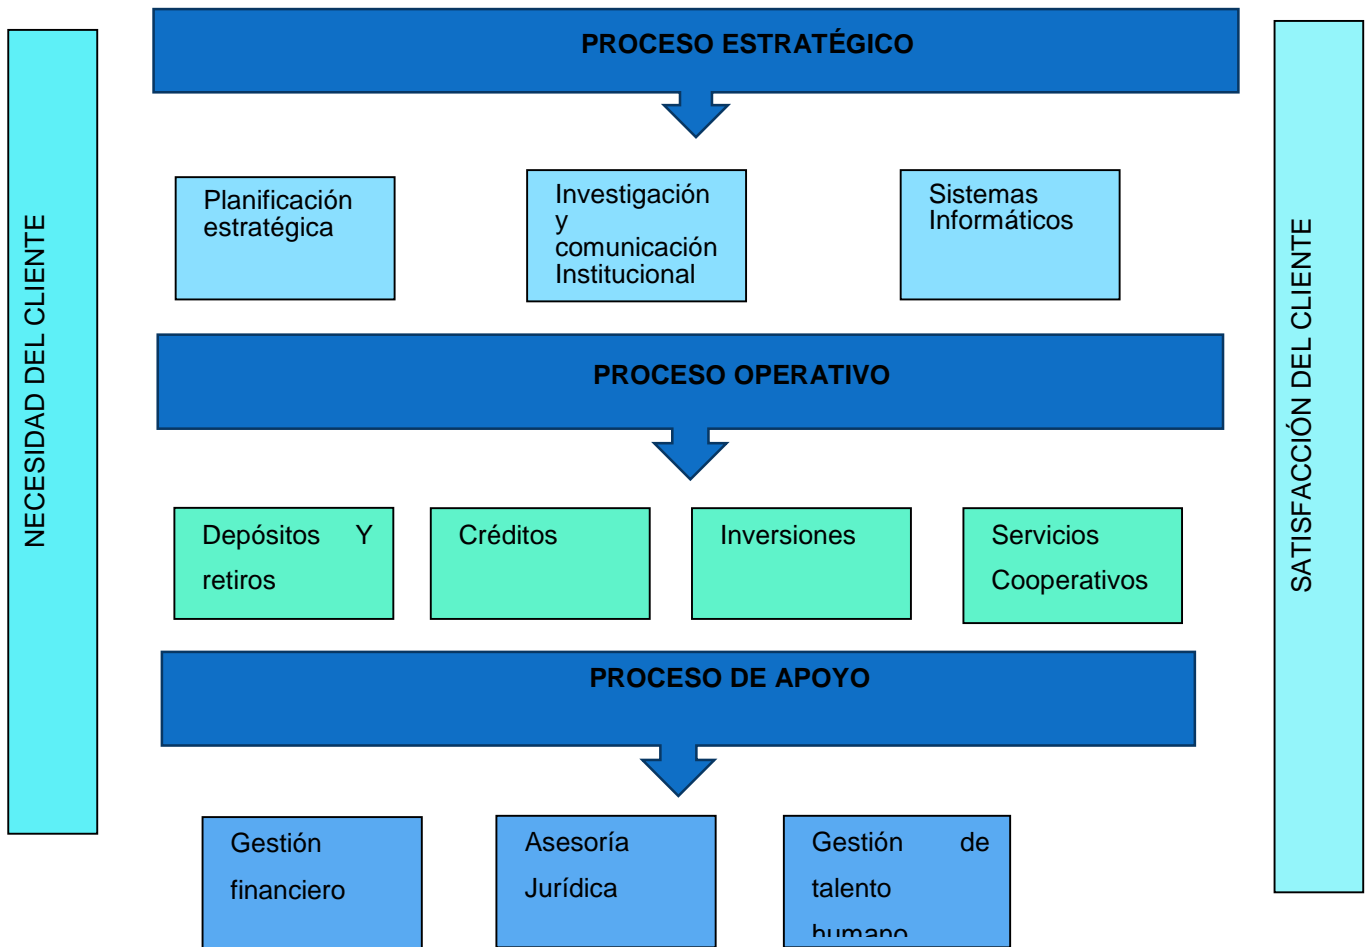 PROCESO ESTRATÉGICO
NECESIDAD DEL CLIENTE
SATISFACCIÓN DEL CLIENTE
Planificación
estratégica
Investigación
y
comunicación
Institucional
Sistemas
Informáticos
PROCESO OPERATIVO
Depósitos Y
retiros
Créditos
Inversiones
Servicios
Cooperativos
PROCESO DE APOYO
Gestión
financiero
Asesoría
Jurídica
Gestión de
talento
humano